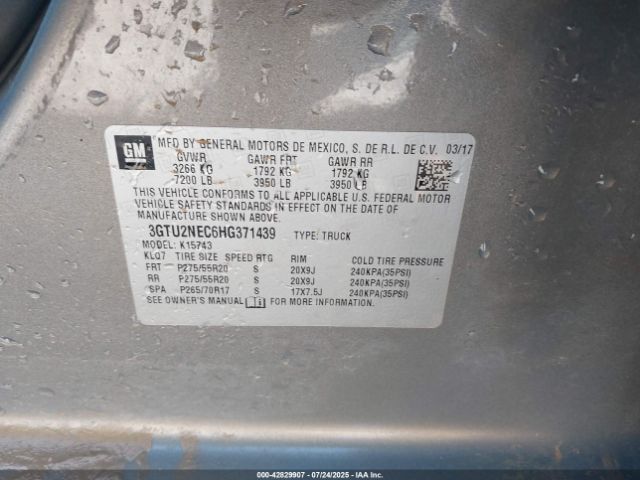 GM
MFD BY GENERAL MOTORS DE MEXICO, S. DE R.L. DE C.V. 03/17
GVWR GAWR FRT GAWR RR
3266 KG 1792 KG 1792 KG
7200 LB 3950 LB 3950 LB
THIS VEHICLE CONFORMS TO ALL APPLICABLE U.S. FEDERAL MOTOR
VEHICLE SAFETY STANDARDS IN EFFECT ON THE DATE OF
MANUFACTURE SHOWN ABOVE.
3GTU2NEC6HG371439 TYPE: TRUCK
MODEL: K15743
KLQ7 TIRE SIZE SPEED RTG RIM COLD TIRE PRESSURE
FRT P275/55R20 S 20X9J 240KPA(35PSI)
RR P275/55R20 S 20X9J 240KPA(35PSI)
SPA P265/70R17 S 17X7.5J 240KPA(35PSI)
SEE OWNER'S MANUAL FOR MORE INFORMATION.
000-42829907 - 07/24/2025 - IAAI.COM